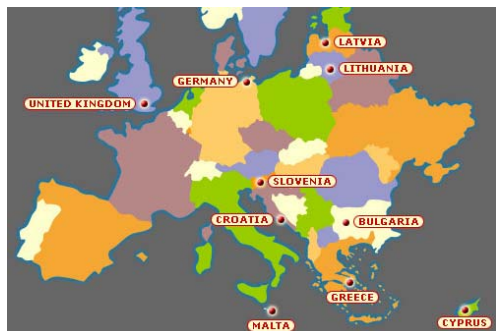 LATVIA
LITHUANIA
GERMANY
UNITED KINGDOM
SLOVENIA
CROATIA
BULGARIA
GREECE
MALTA
CYPRUS